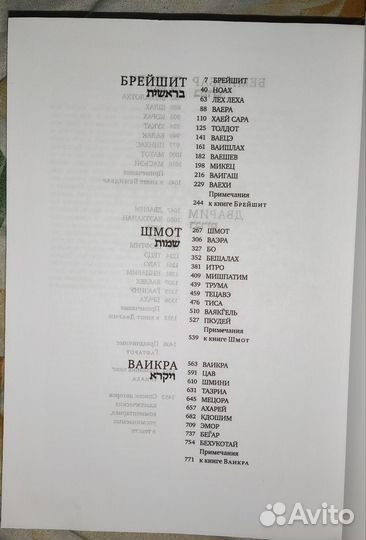 БРЕЙШИТ
בראשית
7 БРЕЙШИТ
40 НОАХ
63 ЛЕХ ЛЕХА
88 ВАЕРА
110 ХАЕЙ САРА
125 ТОЛДОТ
141 ВАЕЦЭ
161 ВАИШЛАХ
182 ВАЕШЕВ
198 МИКЕЦ
216 ВАИГАШ
229 ВАЕХИ
Примечания
244 к книге БРЕЙШИТ
ШМОТ
שמות
267 ШМОТ
306 ВАЭРА
327 БО
352 БЕШАЛАХ
381 ИТРО
409 МИШПАТИМ
439 ТРУМА
459 ТЕЦАВЭ
476 ТИСА
510 ВАЯКГЕЛЬ
527 ПКУДЕЙ
Примечания
539 к книге ШМОТ
ВАИКРА
ויקרא
563 ВАИКРА
591 ЦАВ
610 ШМИНИ
631 ТАЗРИА
645 МЕЦОРА
657 АХАРЕЙ
682 КДОШИМ
709 ЭМОР
738 БЕГАР
754 БЕХУКОТАЙ
Примечания
771 к книге ВАИКРА
Avito